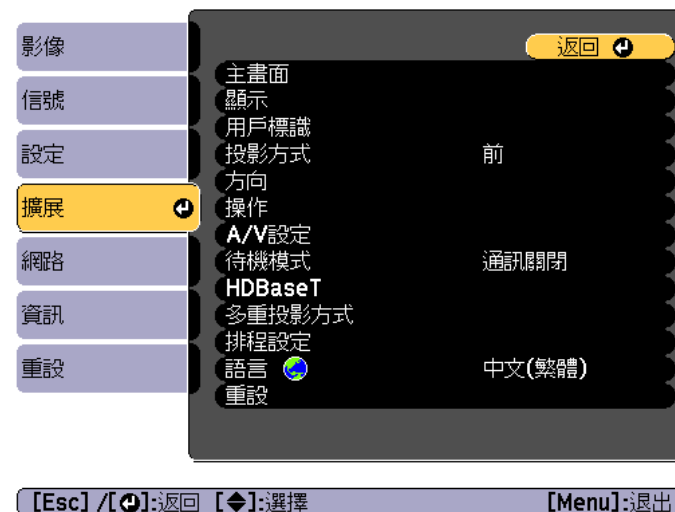 影像
信號
設定
擴展
網路
資訊
重設
返回
主畫面
顯示
用戶標識
投影方式 前
方向
操作
A/V設定
待機模式 通訊關閉
HDBaseT
多重投影方式
排程設定
語言 中文(繁體)
重設
[Esc] /[]:返回 []:選擇 [Menu]:退出